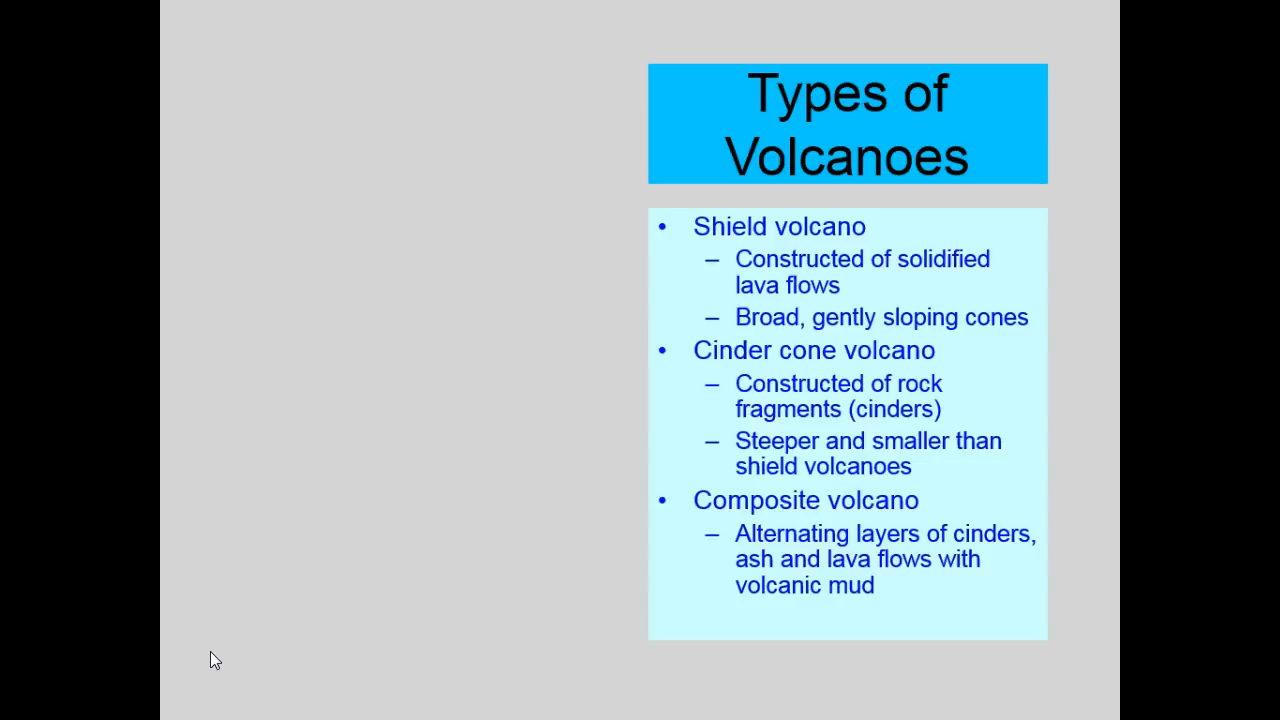 Types of
Volcanoes
• Shield volcano
– Constructed of solidified
lava flows
– Broad, gently sloping cones
• Cinder cone volcano
– Constructed of rock
fragments (cinders)
– Steeper and smaller than
shield volcanoes
• Composite volcano
– Alternating layers of cinders,
ash and lava flows with
volcanic mud